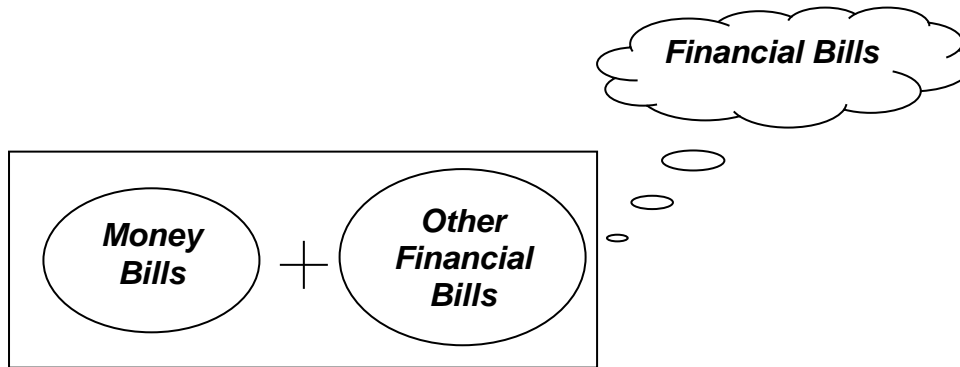 Financial Bills
Money
Bills
Other
Financial
Bills